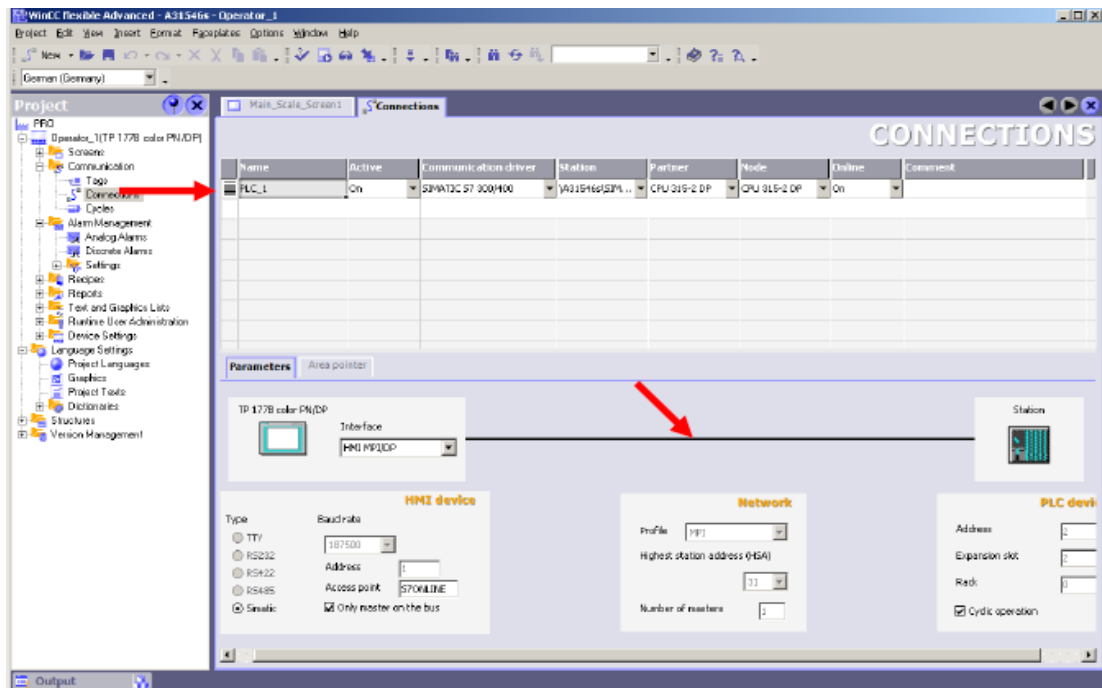 WinCC flexible Advanced - A31546s - Operator_1
Project Edit View Insert Format Faceplates Options Window Help
New
German (Germany)
Project
Main_Scale_Screen1
Connections
PRO
Operator_1(TP 177B color PN/DP)
Screens
Communication
Tags
Connections
Cycles
Alarm Management
Analog Alarms
Discrete Alarms
Settings
Recipes
Reports
Text and Graphics Lists
Runtime User Administration
Device Settings
Language Settings
Project Languages
Graphics
Project Texts
Dictionaries
Structures
Version Management
CONNECTIONS
Name Active Communication driver Station Partner Node Online Comment
PLC_1 On SIMATIC S7 300/400 \A31546s\SIM... CPU 315-2 DP CPU 315-2 DP On
Parameters Area pointer
TP 177B color PN/DP
Interface
HMI MPI/DP
Station
HMI device
Type
TTY
RS232
RS422
RS485
Simatic
Baud rate
187500
Address 1
Access point S7ONLINE
Only master on the bus
Network
Profile MPI
Highest station address (HSA)
31
Number of masters 1
PLC devi
Address 2
Expansion slot 2
Rack 0
Cyclic operation
Output